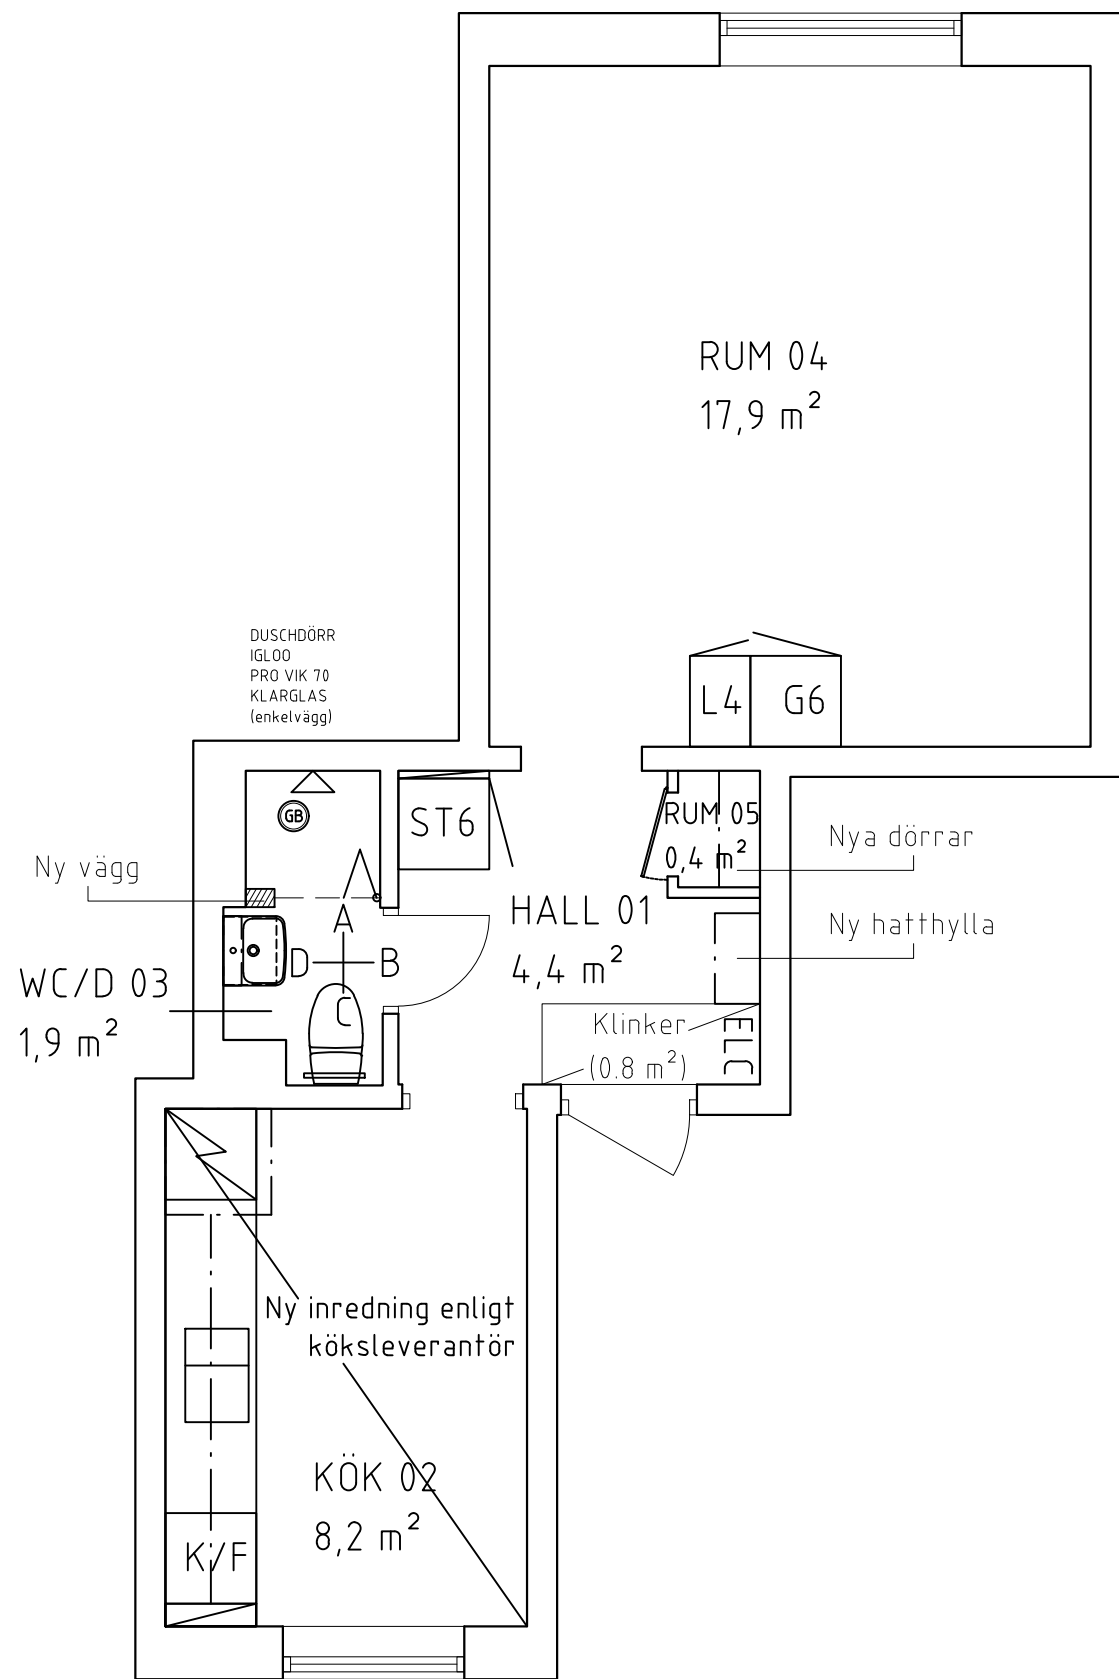 RUM 04
17,9 m²
DUSCHDÖRR
IGLOO
PRO VIK 70
KLARGLAS
(enkelvägg)
L4
G6
GB
ST6
RUM 05
0,4 m²
Nya dörrar
Ny vägg
HALL 01
4,4 m²
Ny hatthylla
A
D
B
C
WC/D 03
1,9 m²
Klinker
(0.8 m²)
ELC
Ny inredning enligt
köksleverantör
KÖK 02
8,2 m²
K/F